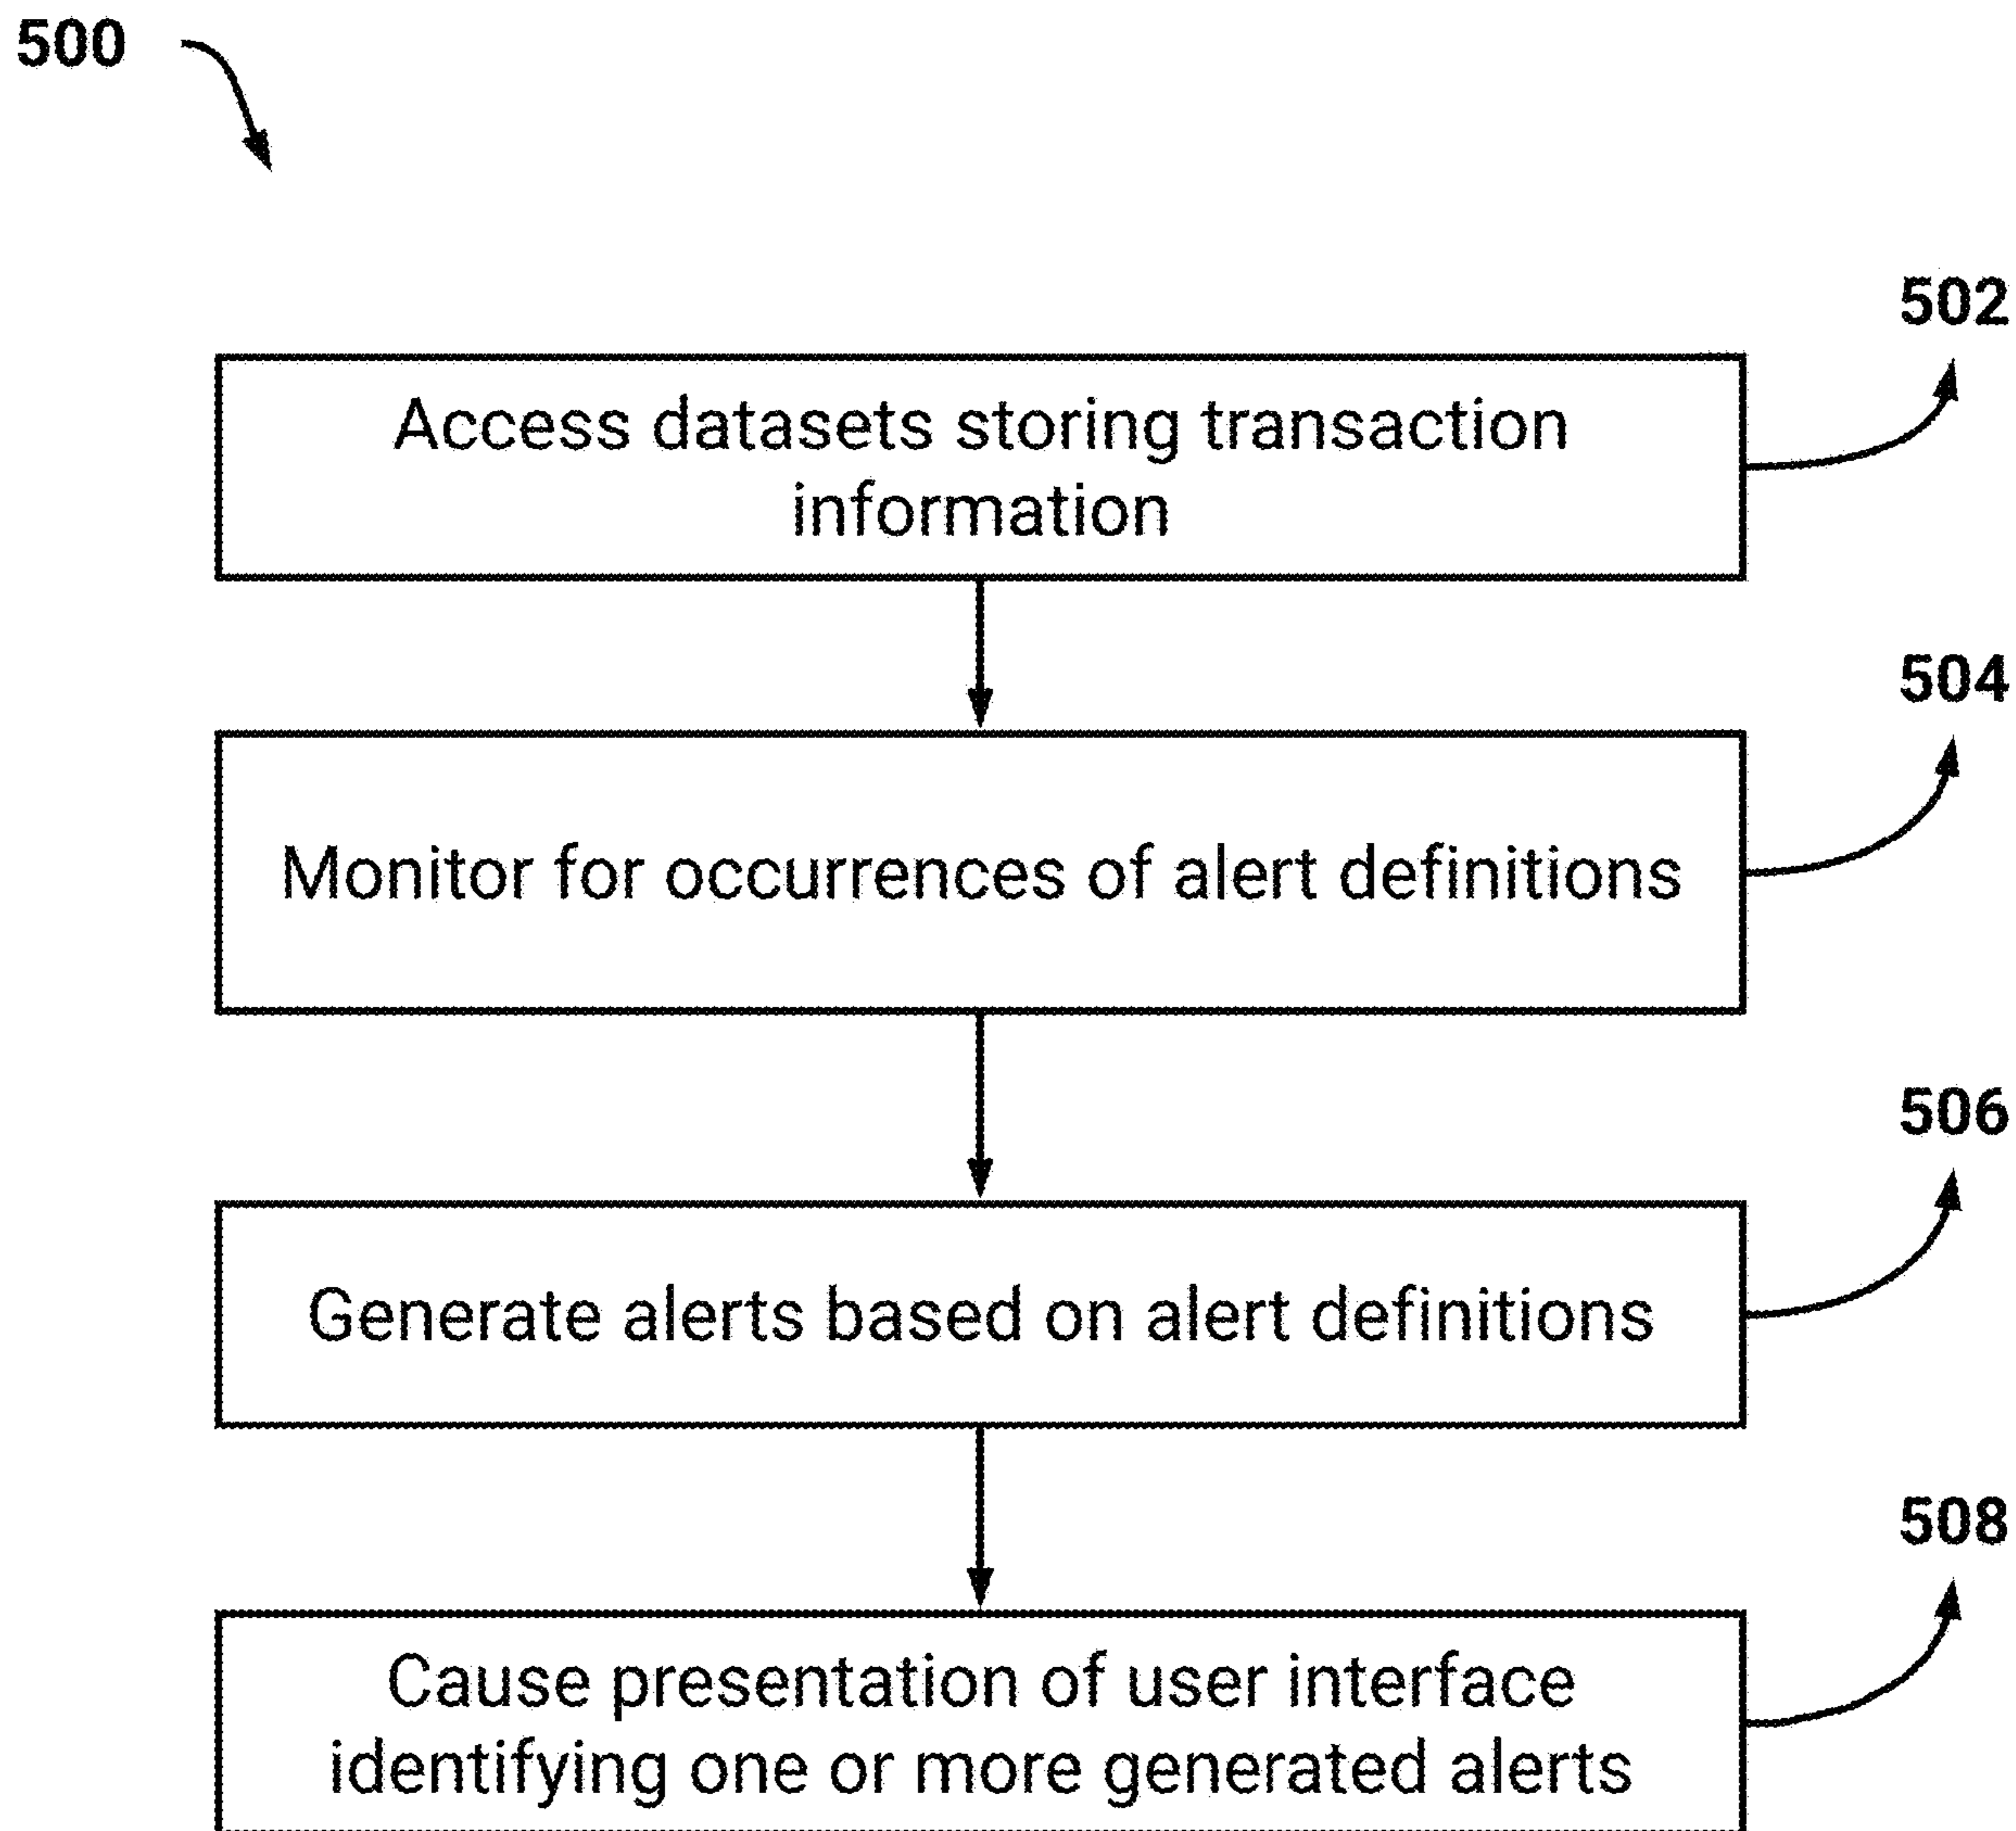 500
502
Access datasets storing transaction
information
504
Monitor for occurrences of alert definitions
506
Generate alerts based on alert definitions
508
Cause presentation of user interface
identifying one or more generated alerts